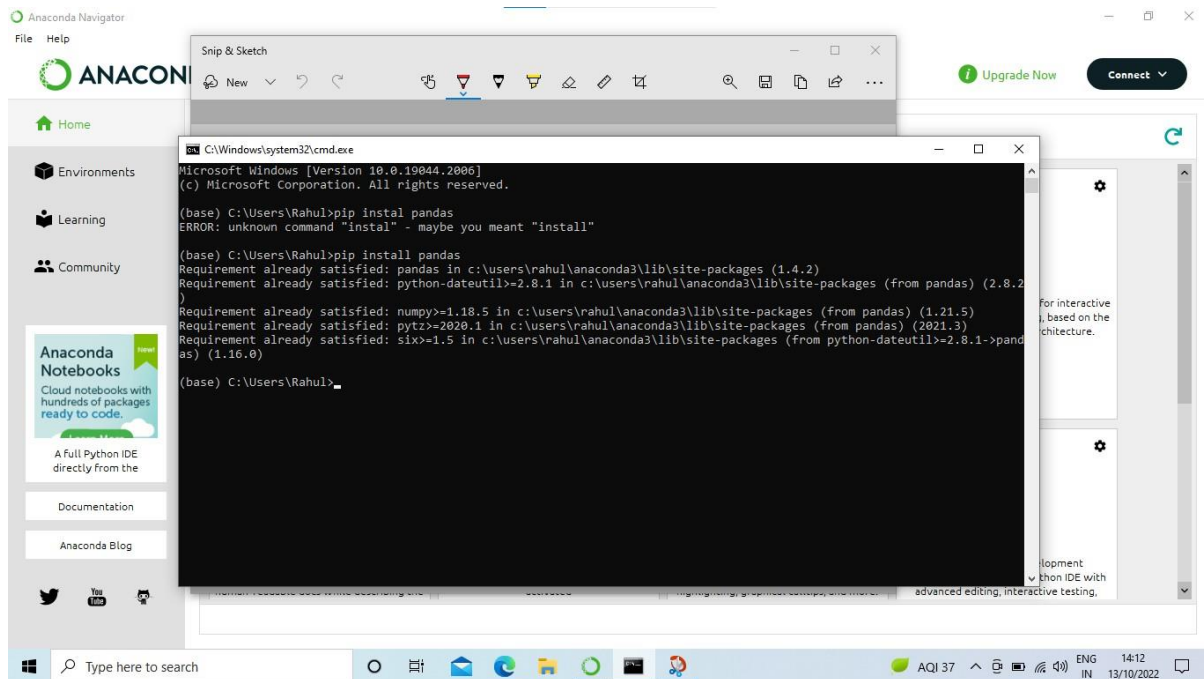 Anaconda Navigator
File Help
Snip & Sketch
ANACON
New
Upgrade Now
Connect
Home
Environments
Learning
Community
C:\Windows\system32\cmd.exe
Microsoft Windows [Version 10.0.19044.2006]
(c) Microsoft Corporation. All rights reserved.
(base) C:\Users\Rahul>pip instal pandas
ERROR: unknown command "instal" - maybe you meant "install"
(base) C:\Users\Rahul>pip install pandas
Requirement already satisfied: pandas in c:\users\rahul\anaconda3\lib\site-packages (1.4.2)
Requirement already satisfied: python-dateutil>=2.8.1 in c:\users\rahul\anaconda3\lib\site-packages (from pandas) (2.8.2
)
Requirement already satisfied: numpy>=1.18.5 in c:\users\rahul\anaconda3\lib\site-packages (from pandas) (1.21.5)
Requirement already satisfied: pytz>=2020.1 in c:\users\rahul\anaconda3\lib\site-packages (from pandas) (2021.3)
Requirement already satisfied: six>=1.5 in c:\users\rahul\anaconda3\lib\site-packages (from python-dateutil>=2.8.1->pand
as) (1.16.0)
(base) C:\Users\Rahul>
for interactive
, based on the
rchitecture.
Anaconda
Notebooks
New!
Cloud notebooks with
hundreds of packages
ready to code.
A full Python IDE
directly from the
Documentation
Anaconda Blog
You
Tube
lopment
thon IDE with
advanced editing, interactive testing,
Type here to search
AQI 37
ENG
IN
14:12
13/10/2022